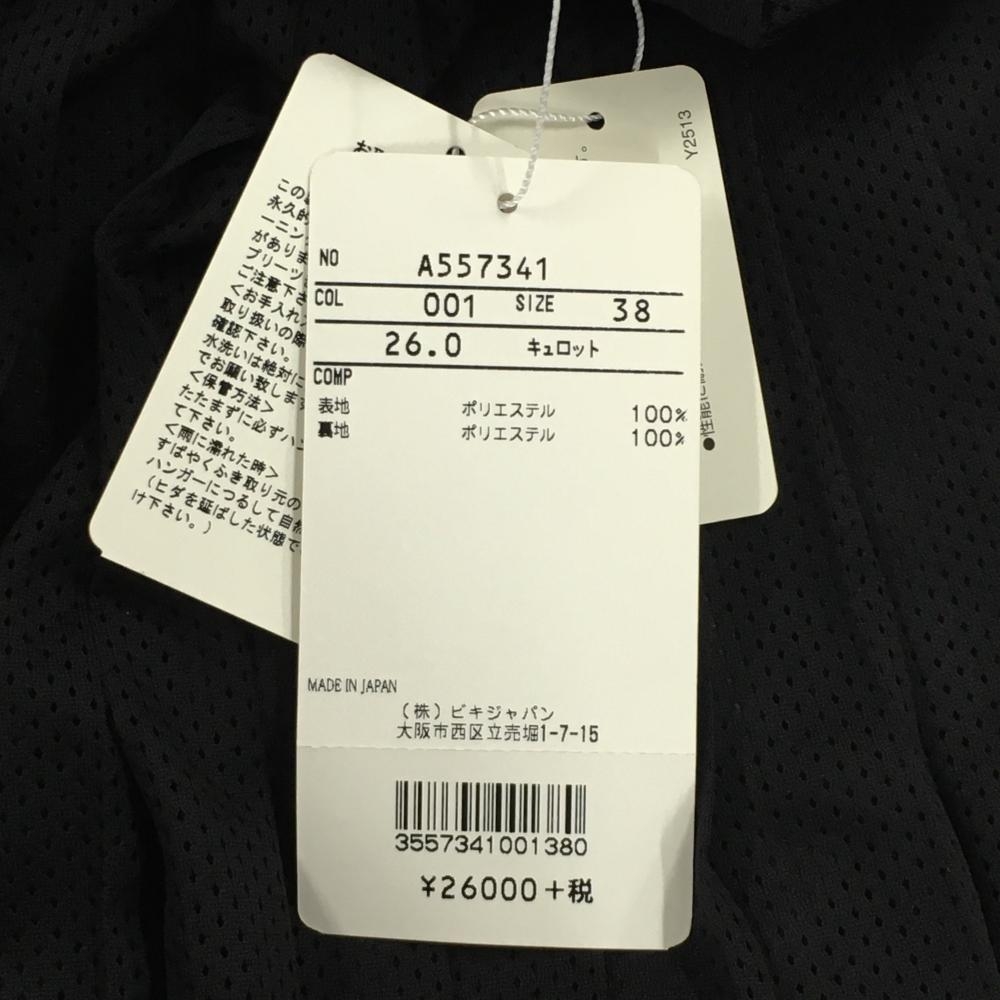 お
この
永久的
ーニン
があり
プリーツ
ご注意下さ
<お手入れ
取り扱いの際
確認下さい。
水洗いは絶対に
でお願い致します
<保管方法>
たたまずに必ずハン
て下さい。
<雨に濡れた時>
すばやくふき取り元の
ハンガーにつるして自然
(ヒダを延ばした状態で
け下さい。)
Y2513
●性能に
NO A557341
COL 001 SIZE 38
26.0 キュロット
COMP
表地 ポリエステル 100%
裏地 ポリエステル 100%
MADE IN JAPAN
(株)ビキジャパン
大阪市西区立売堀1-7-15
3557341001380
¥26000+税